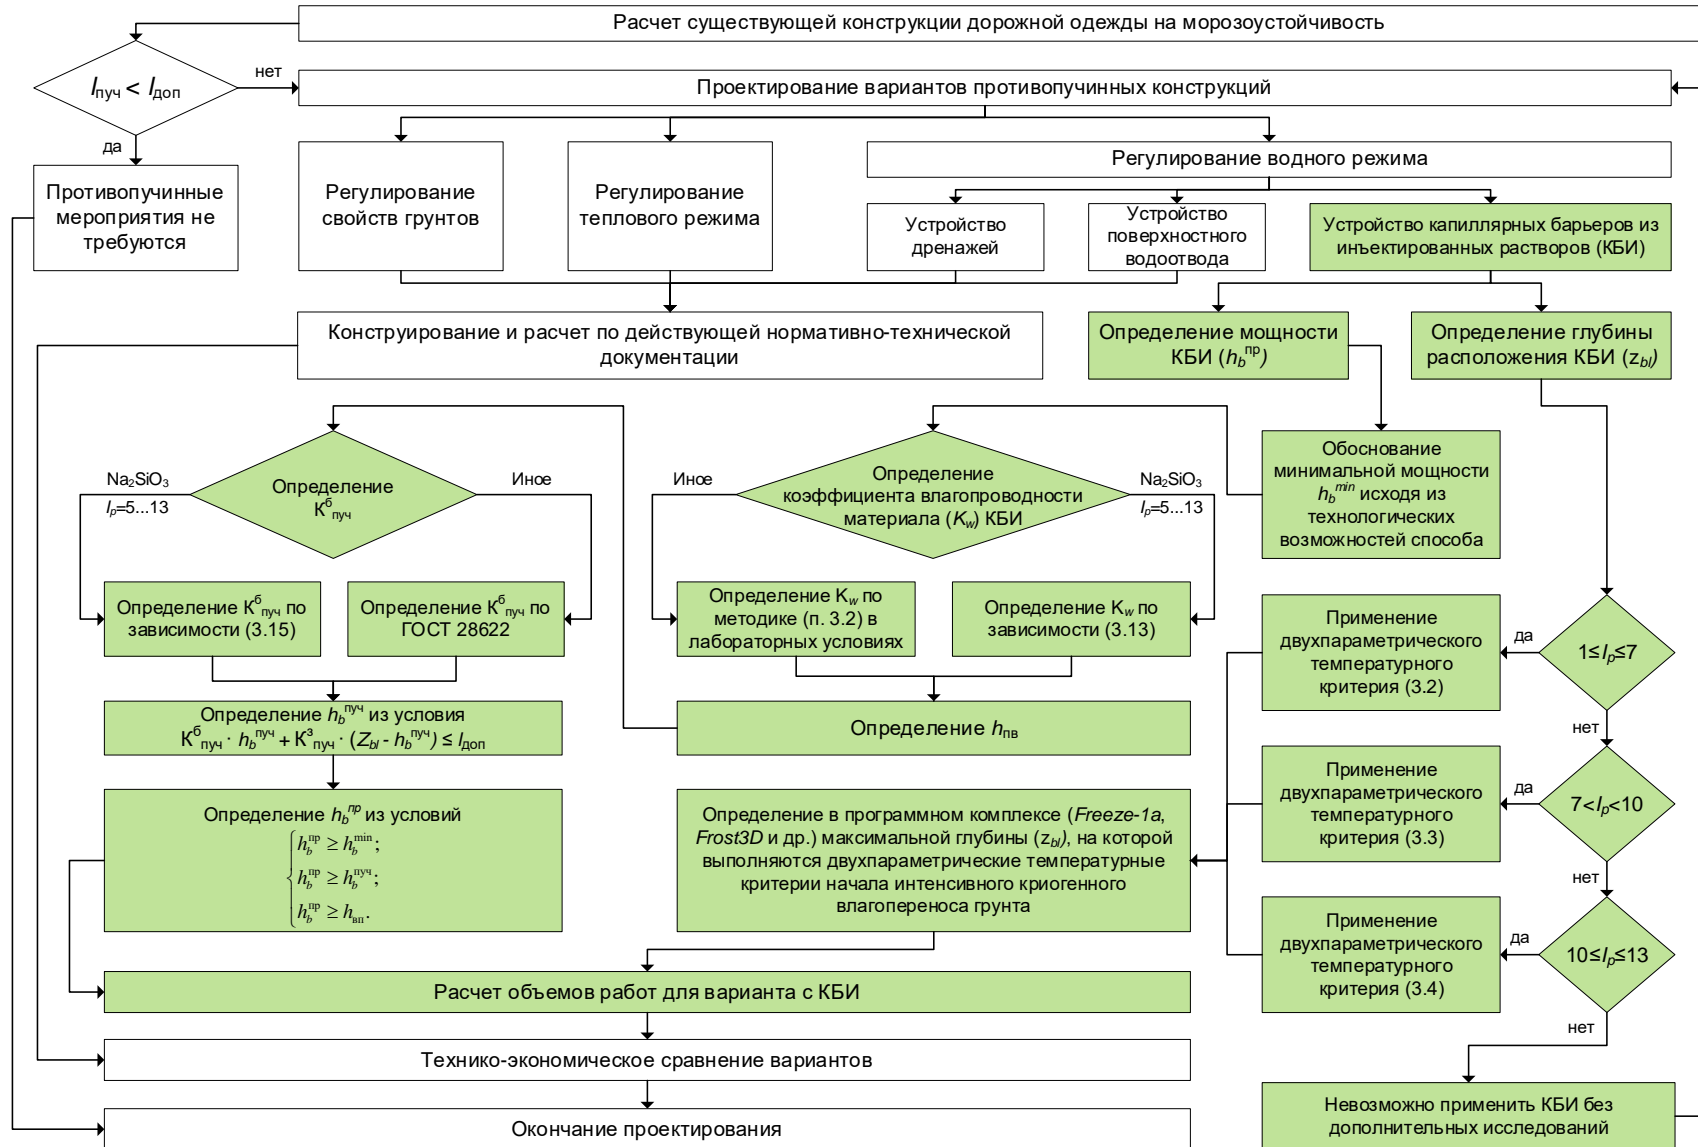 Расчет существующей конструкции дорожной одежды на морозоустойчивость
lпуч < lдоп
нет
да
Проектирование вариантов противопучинных конструкций
Противопучинные
мероприятия не
требуются
Регулирование
свойств грунтов
Регулирование
теплового режима
Регулирование водного режима
Устройство
дренажей
Устройство
поверхностного
водоотвода
Устройство капиллярных барьеров из
инъектированных растворов (КБИ)
Конструирование и расчет по действующей нормативно-технической
документации
Определение мощности
КБИ (hbпр)
Определение глубины
расположения КБИ (zbl)
Обоснование
минимальной мощности
hbmin исходя из
технологических
возможностей способа
Na2SiO3
Ip=5...13
Определение
Кбпуч
Иное
Иное
Определение
коэффициента влагопроводности
материала (Kw) КБИ
Na2SiO3
Ip=5...13
Определение Кбпуч по
зависимости (3.15)
Определение Кбпуч по
ГОСТ 28622
Определение Kw по
методике (п. 3.2) в
лабораторных условиях
Определение Kw по
зависимости (3.13)
Применение
двухпараметрического
температурного
критерия (3.2)
да
1≤Ip≤7
нет
Определение hbпуч из условия
Кбпуч · hbпуч + Кзпуч · (Zbl - hbпуч) ≤ lдоп
Определение hпв
Определение hbпр из условий
hbпр ≥ hbmin;
hbпр ≥ hbпуч;
hbпр ≥ hвп.
Определение в программном комплексе (Freeze-1a,
Frost3D и др.) максимальной глубины (zbl), на которой
выполняются двухпараметрические температурные
критерии начала интенсивного криогенного
влагопереноса грунта
Применение
двухпараметрического
температурного
критерия (3.3)
да
7<Ip<10
нет
Применение
двухпараметрического
температурного
критерия (3.4)
да
10≤Ip≤13
нет
Расчет объемов работ для варианта с КБИ
Технико-экономическое сравнение вариантов
Окончание проектирования
Невозможно применить КБИ без
дополнительных исследований